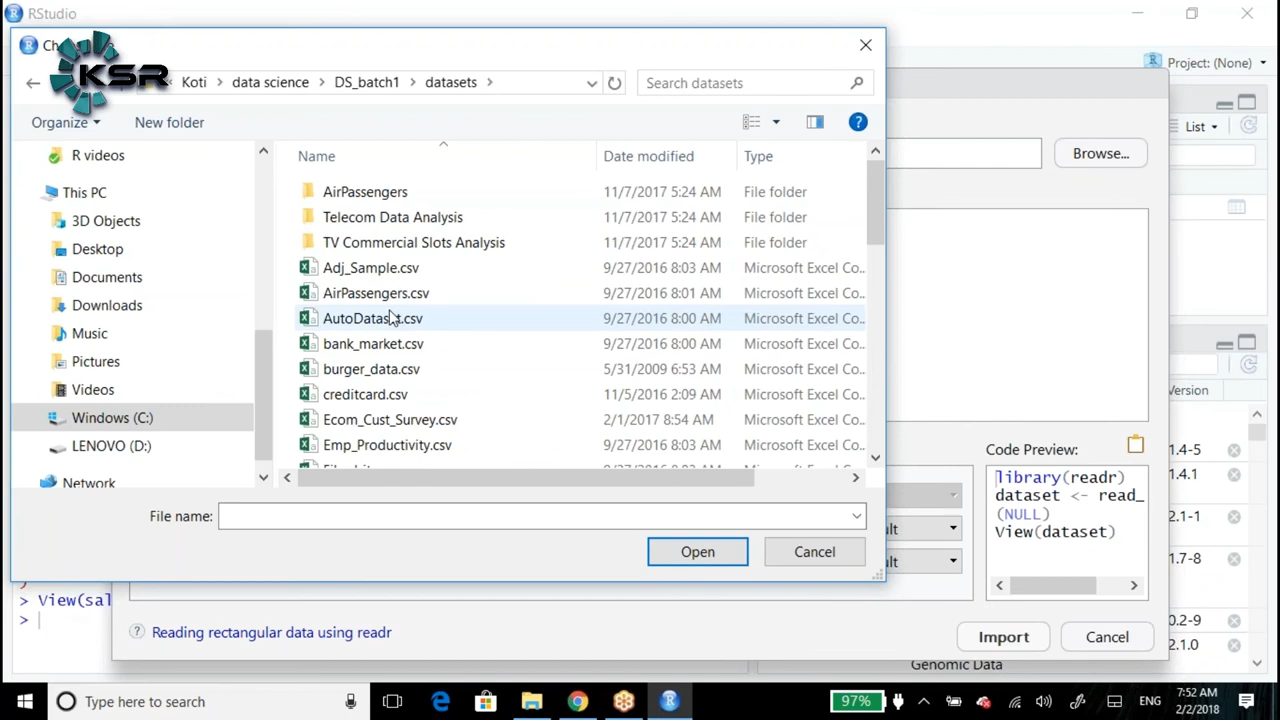 RStudio
Ch
KSR
Koti > data science > DS_batch1 > datasets >
Search datasets
Organize
New folder
Project: (None)
List
Browse...
R videos
This PC
3D Objects
Desktop
Documents
Downloads
Music
Pictures
Videos
Windows (C:)
LENOVO (D:)
Network
Name Date modified Type
AirPassengers 11/7/2017 5:24 AM File folder
Telecom Data Analysis 11/7/2017 5:24 AM File folder
TV Commercial Slots Analysis 11/7/2017 5:24 AM File folder
Adj_Sample.csv 9/27/2016 8:03 AM Microsoft Excel Co...
AirPassengers.csv 9/27/2016 8:01 AM Microsoft Excel Co...
AutoDataset.csv 9/27/2016 8:00 AM Microsoft Excel Co...
bank_market.csv 9/27/2016 8:00 AM Microsoft Excel Co...
burger_data.csv 5/31/2009 6:53 AM Microsoft Excel Co...
creditcard.csv 11/5/2016 2:09 AM Microsoft Excel Co...
Ecom_Cust_Survey.csv 2/1/2017 8:54 AM Microsoft Excel Co...
Emp_Productivity.csv 9/27/2016 8:03 AM Microsoft Excel Co...
File name:
Open
Cancel
Version
1.4-5
1.4.1
2.1-1
1.7-8
0.2-9
2.1.0
Code Preview:
library(readr)
dataset <- read_
(NULL)
View(dataset)
ult
ult
> View(sal
>
? Reading rectangular data using readr
Import
Cancel
Genomic Data
Type here to search
97%
ENG
7:52 AM
2/2/2018